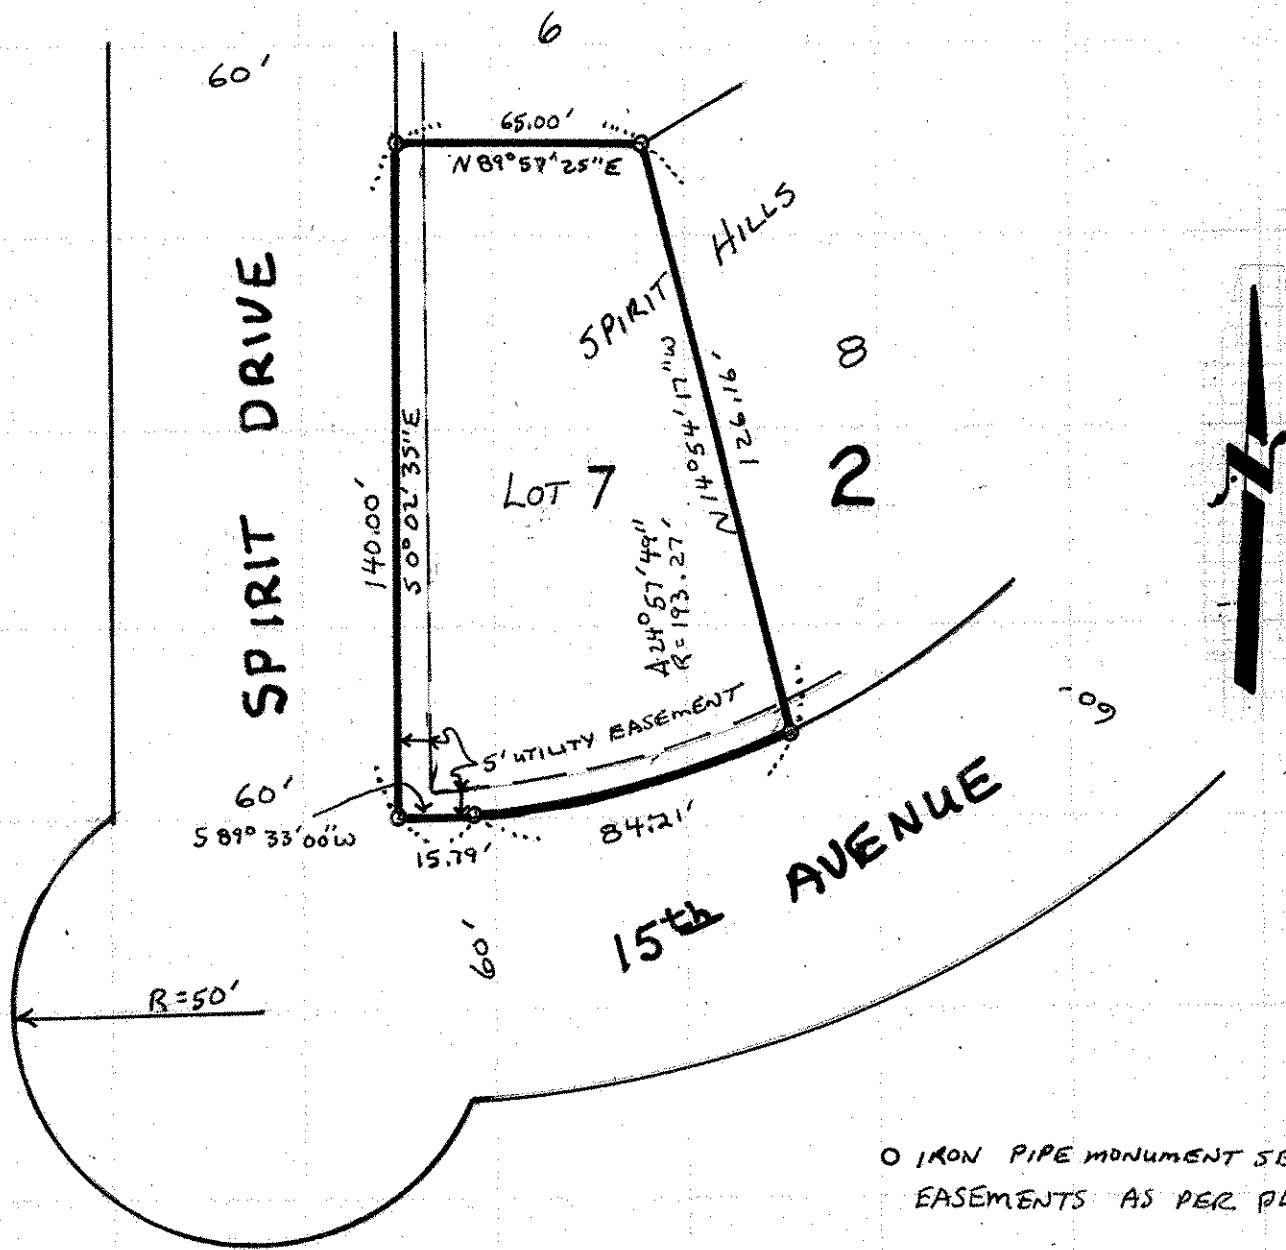 6
60'
65.00'
N 89° 57' 25" E
SPIRIT HILLS
8
2
LOT 7
SPIRIT DRIVE
140.00'
S 0° 02' 35" E
N 14° 54' 17" W
126.16'
Δ 24° 57' 49"
R = 193.27'
5' UTILITY EASEMENT
60'
S 89° 33' 00" W
15.79'
84.21'
60'
15th AVENUE
60'
R=50'
O IRON PIPE MONUMENT
EASEMENTS AS PER